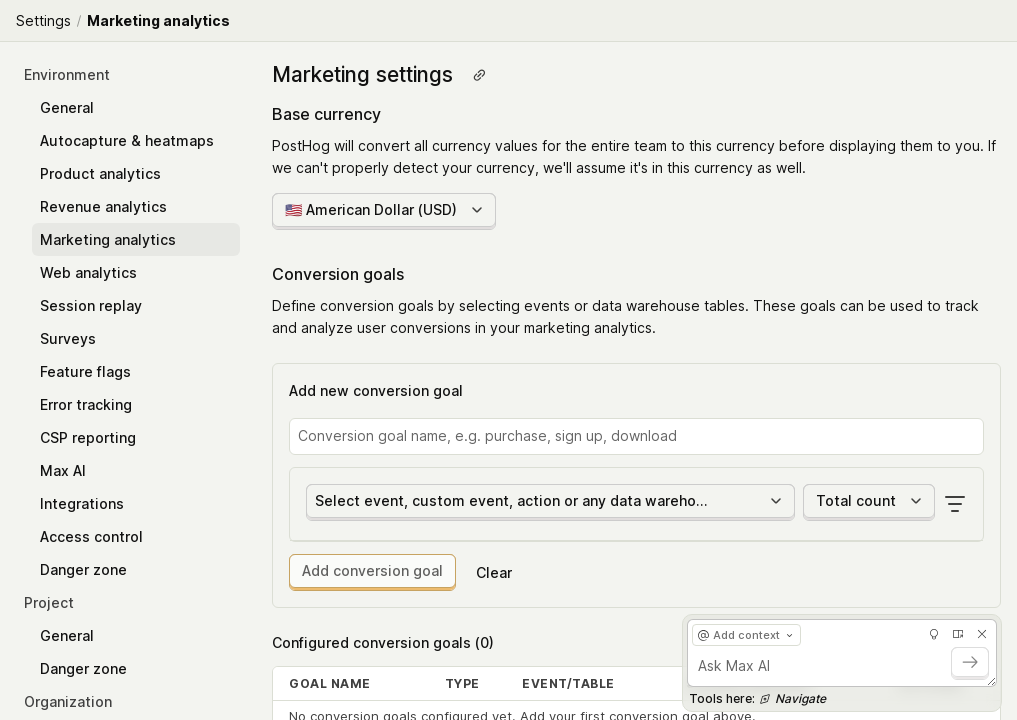 Settings / Marketing analytics
Environment
General
Autocapture & heatmaps
Product analytics
Revenue analytics
Marketing analytics
Web analytics
Session replay
Surveys
Feature flags
Error tracking
CSP reporting
Max AI
Integrations
Access control
Danger zone
Project
General
Danger zone
Organization
Marketing settings
Base currency
PostHog will convert all currency values for the entire team to this currency before displaying them to you. If
we can't properly detect your currency, we'll assume it's in this currency as well.
🇺🇸 American Dollar (USD)
Conversion goals
Define conversion goals by selecting events or data warehouse tables. These goals can be used to track
and analyze user conversions in your marketing analytics.
Add new conversion goal
Conversion goal name, e.g. purchase, sign up, download
Select event, custom event, action or any data wareho...
Total count
Add conversion goal
Clear
Configured conversion goals (0)
GOAL NAME TYPE EVENT/TABLE
No conversion goals configured yet. Add your first conversion goal above.
@ Add context
Ask Max AI
Tools here: Navigate